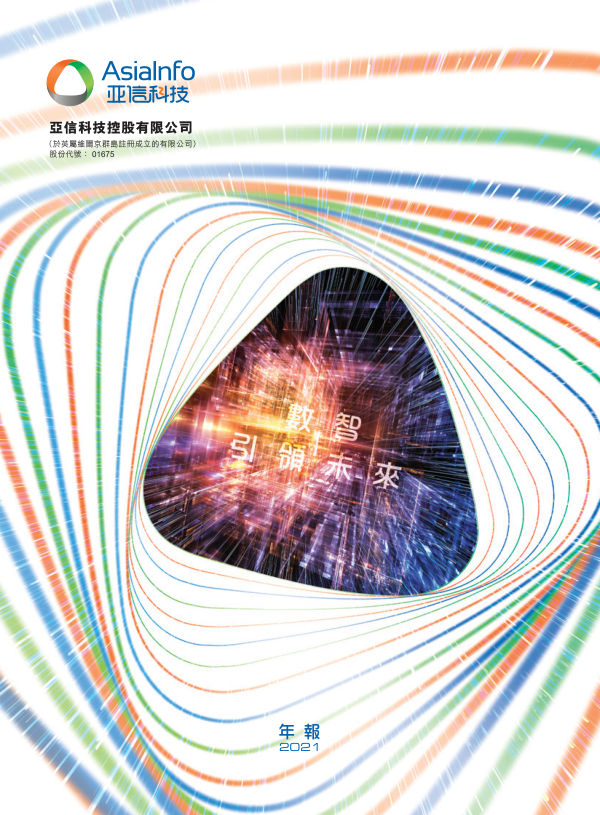 AsiaInfo
亚信科技
亞信科技控股有限公司
（於英屬維爾京群島註冊成立的有限公司）
股份代號： 01675
數智
引領未來
年報
2021